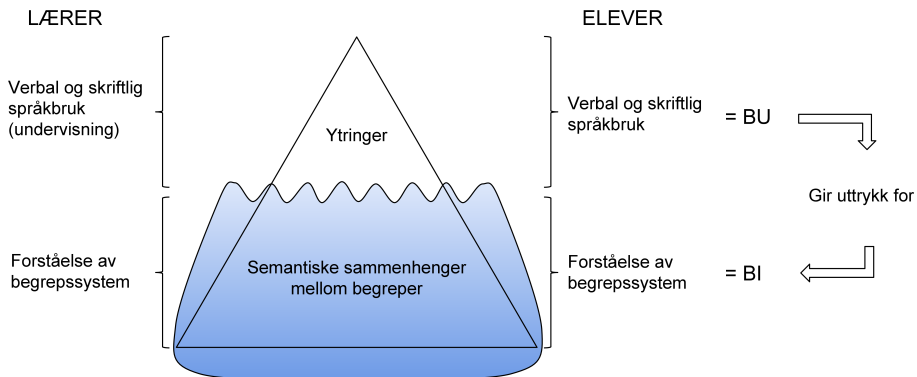 LÆRER
ELEVER
Verbal og skriftlig
språkbruk
(undervisning)
Ytringer
Verbal og skriftlig
språkbruk
= BU
Gir uttrykk for
Forståelse av
begrepssystem
Semantiske sammenhenger
mellom begreper
Forståelse av
begrepssystem
= BI